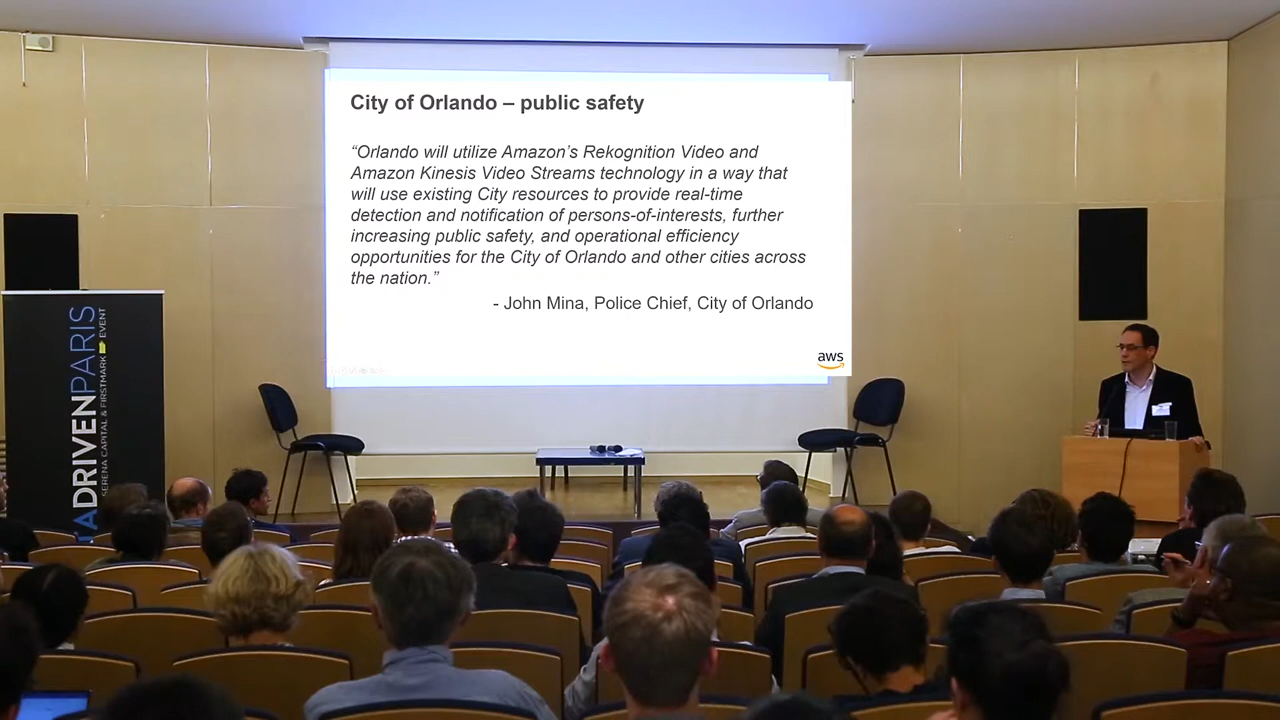 City of Orlando – public safety
“Orlando will utilize Amazon’s Rekognition Video and
Amazon Kinesis Video Streams technology in a way that
will use existing City resources to provide real-time
detection and notification of persons-of-interests, further
increasing public safety, and operational efficiency
opportunities for the City of Orlando and other cities across
the nation.”
- John Mina, Police Chief, City of Orlando
aws
A DRIVENPARIS
SERENA CAPITAL & FIRSTMARK EVENT